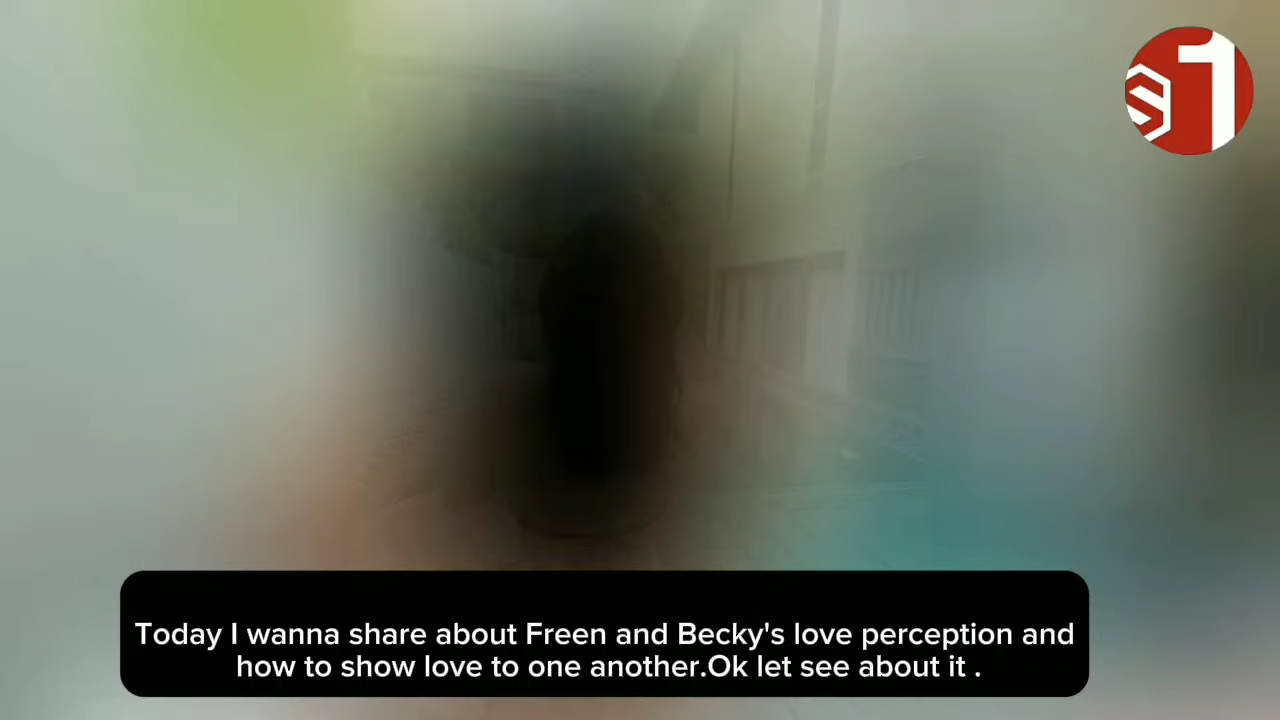 S1
Today I wanna share about Freen and Becky's love perception and
how to show love to one another.Ok let see about it .